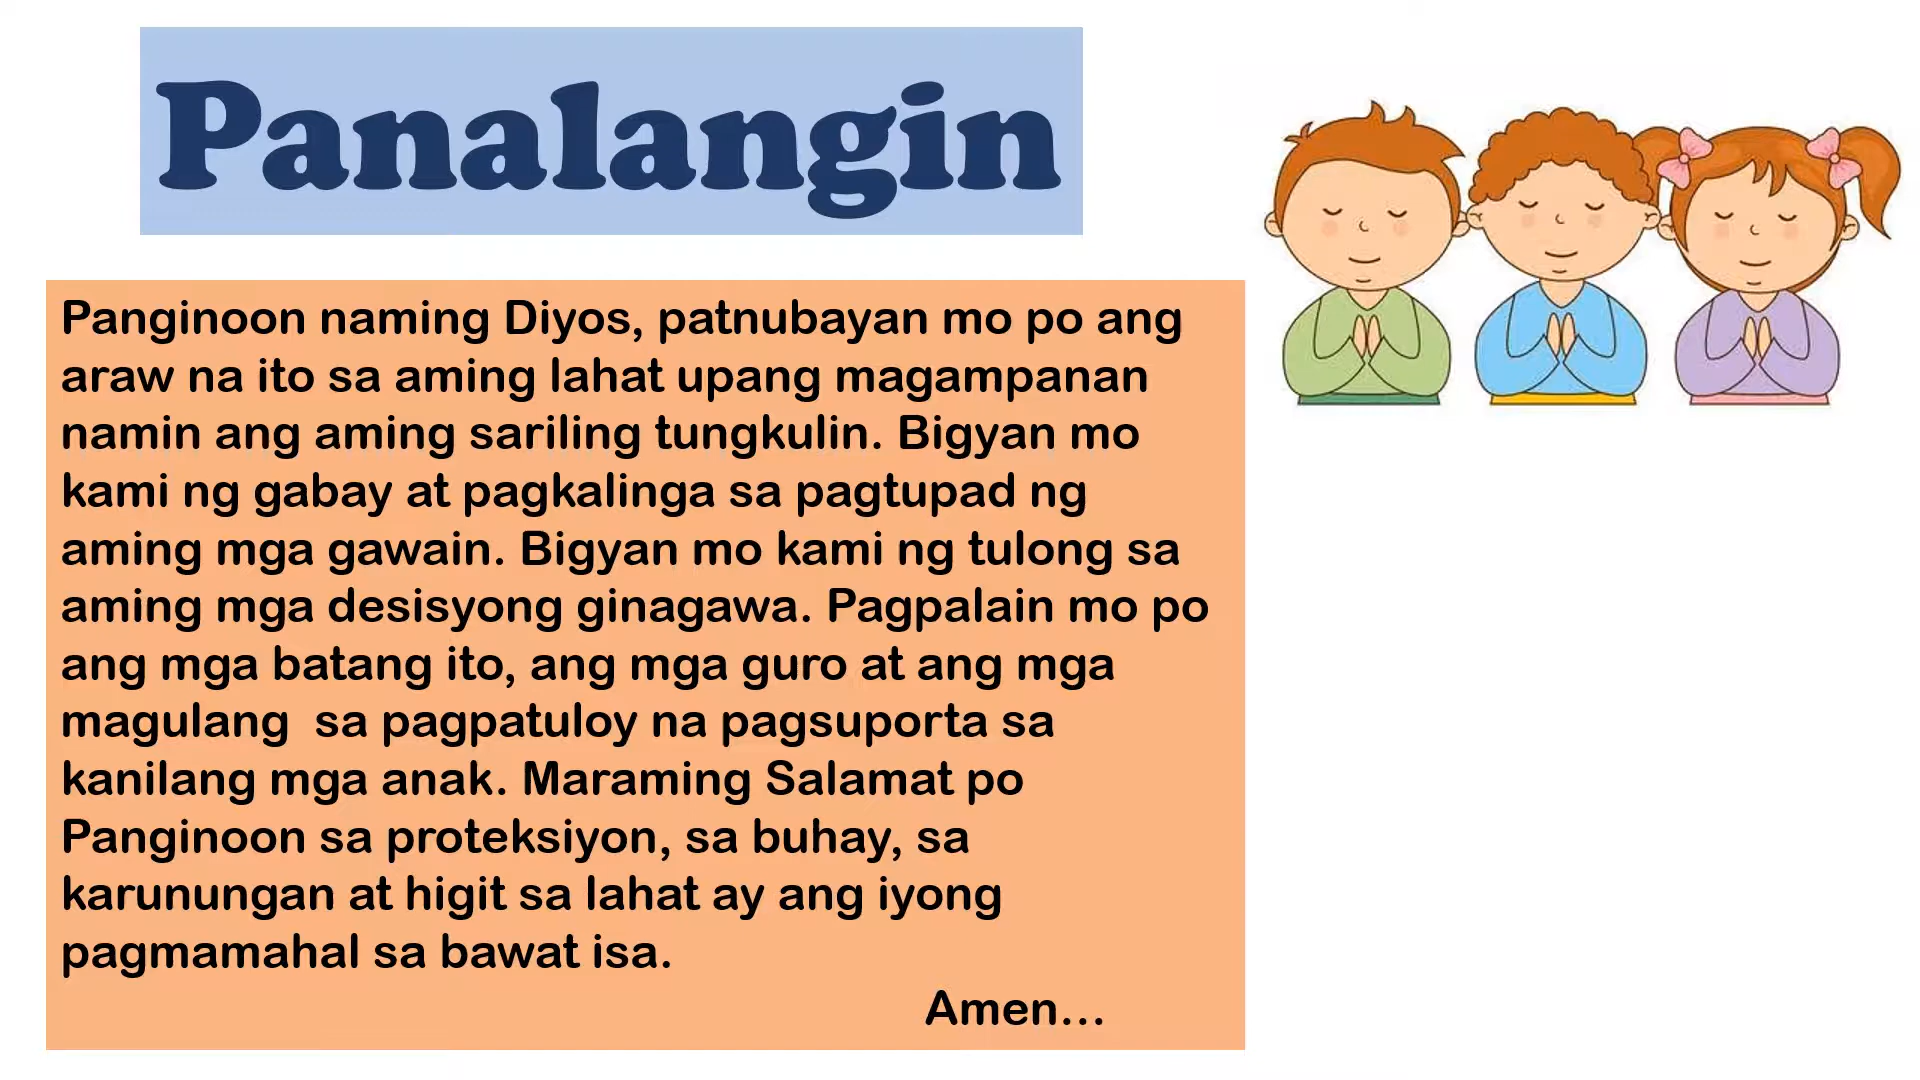 Panalangin
Panginoon naming Diyos, patnubayan mo po ang
araw na ito sa aming lahat upang magampanan
namin ang aming sariling tungkulin. Bigyan mo
kami ng gabay at pagkalinga sa pagtupad ng
aming mga gawain. Bigyan mo kami ng tulong sa
aming mga desisyong ginagawa. Pagpalain mo po
ang mga batang ito, ang mga guro at ang mga
magulang  sa pagpatuloy na pagsuporta sa
kanilang mga anak. Maraming Salamat po
Panginoon sa proteksiyon, sa buhay, sa
karunungan at higit sa lahat ay ang iyong
pagmamahal sa bawat isa.
Amen...